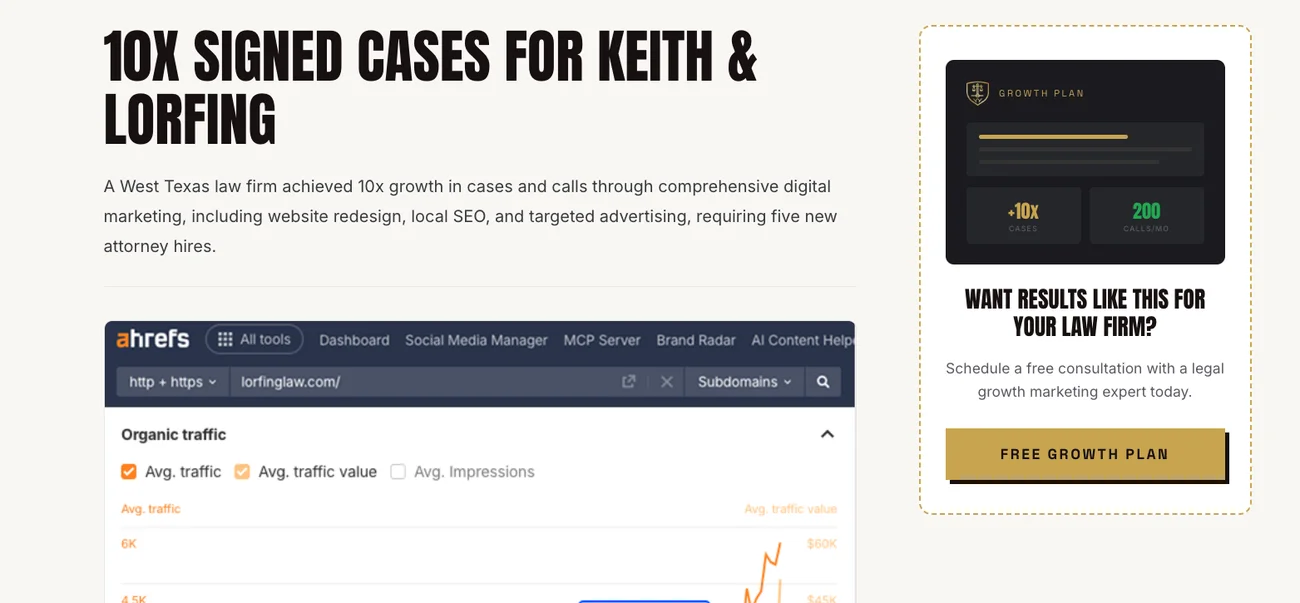 10X SIGNED CASES FOR KEITH &
LORFING
A West Texas law firm achieved 10x growth in cases and calls through comprehensive digital
marketing, including website redesign, local SEO, and targeted advertising, requiring five new
attorney hires.
ahrefs All tools Dashboard Social Media Manager MCP Server Brand Radar AI Content Helpe
http + https lorfinglaw.com/ Subdomains
Organic traffic
Avg. traffic Avg. traffic value Avg. Impressions
Avg. traffic Avg. traffic value
6K $60K
4.5K $45K
GROWTH PLAN
+10x 200
CASES CALLS/MO
WANT RESULTS LIKE THIS FOR
YOUR LAW FIRM?
Schedule a free consultation with a legal
growth marketing expert today.
FREE GROWTH PLAN